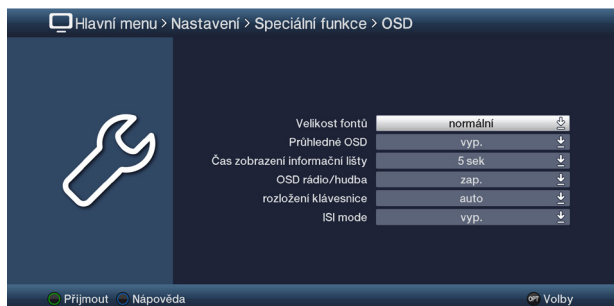 Hlavní menu > Nastavení > Speciální funkce > OSD
Velikost fontů normální
Průhledné OSD vyp.
Čas zobrazení informační lišty 5 sek
OSD rádio/hudba zap.
rozložení klávesnice auto
ISI mode vyp.
Přijmout Nápověda OPT Volby